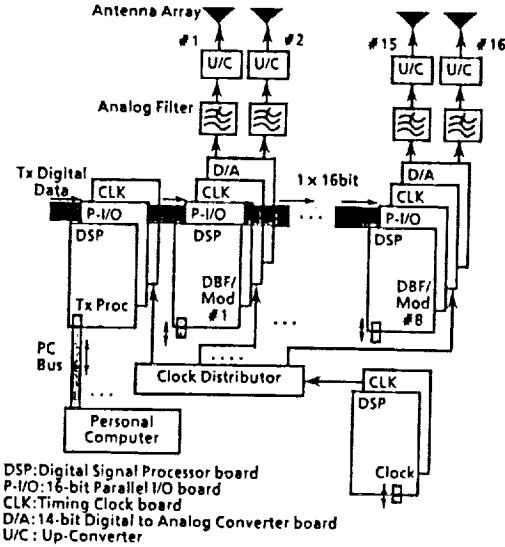 Antenna Array
#1
#2
#15
#16
U/C
U/C
U/C
U/C
Analog Filter
D/A
D/A
Tx Digital
Data
CLK
CLK
1 x 16bit
CLK
P-I/O
P-I/O
...
P-I/O
DSP
DSP
DSP
Tx Proc
DBF/
Mod
#1
DBF/
Mod
#8
...
PC
Bus
....
Clock Distributor
CLK
DSP
...
Personal
Computer
Clock
DSP:Digital Signal Processor board
P-I/O:16-bit Parallel I/O board
CLK:Timing Clock board
D/A:14-bit Digital to Analog Converter board
U/C : Up-Converter